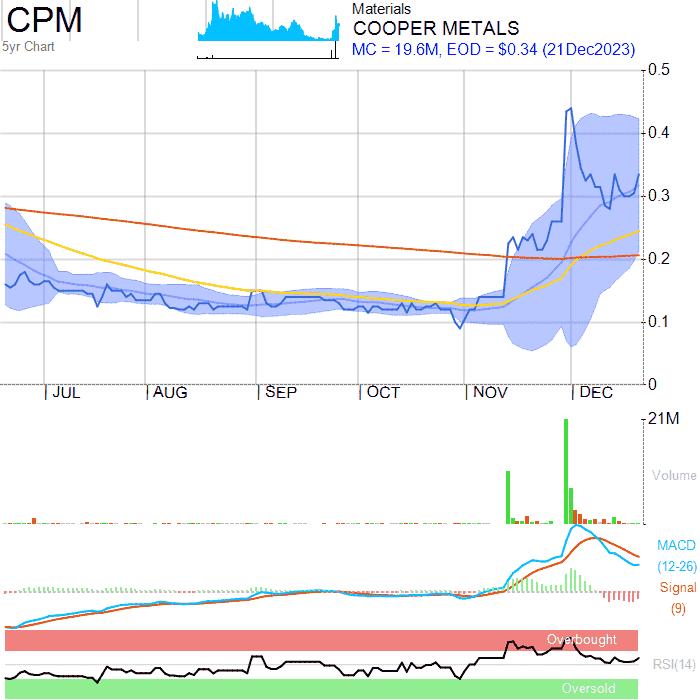 CPM
5yr Chart
Materials
COOPER METALS
MC = 19.6M, EOD = $0.34 (21Dec2023)
0.5
0.4
0.3
0.2
0.1
0
JUL AUG SEP OCT NOV DEC
21M
Volume
MACD
(12-26)
Signal
(9)
Overbought
RSI(14)
Oversold